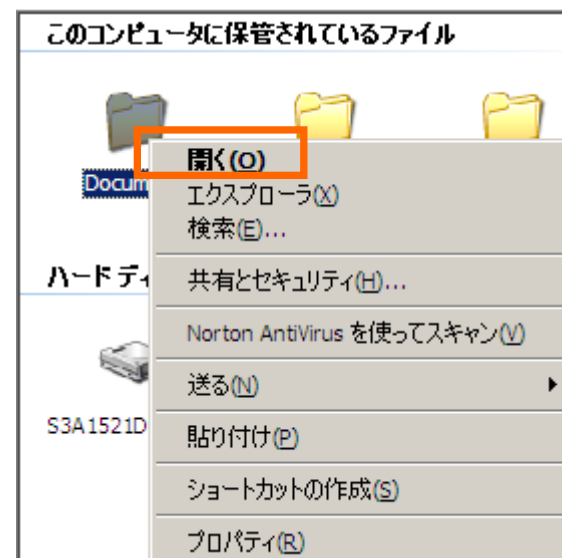 このコンピュータに保管されているファイル
Docum
開く(O)
エクスプローラ(X)
検索(E)...
ハード ディ
共有とセキュリティ(H)...
Norton AntiVirus を使ってスキャン(V)
S3A1521D
送る(N)
貼り付け(P)
ショートカットの作成(S)
プロパティ(R)